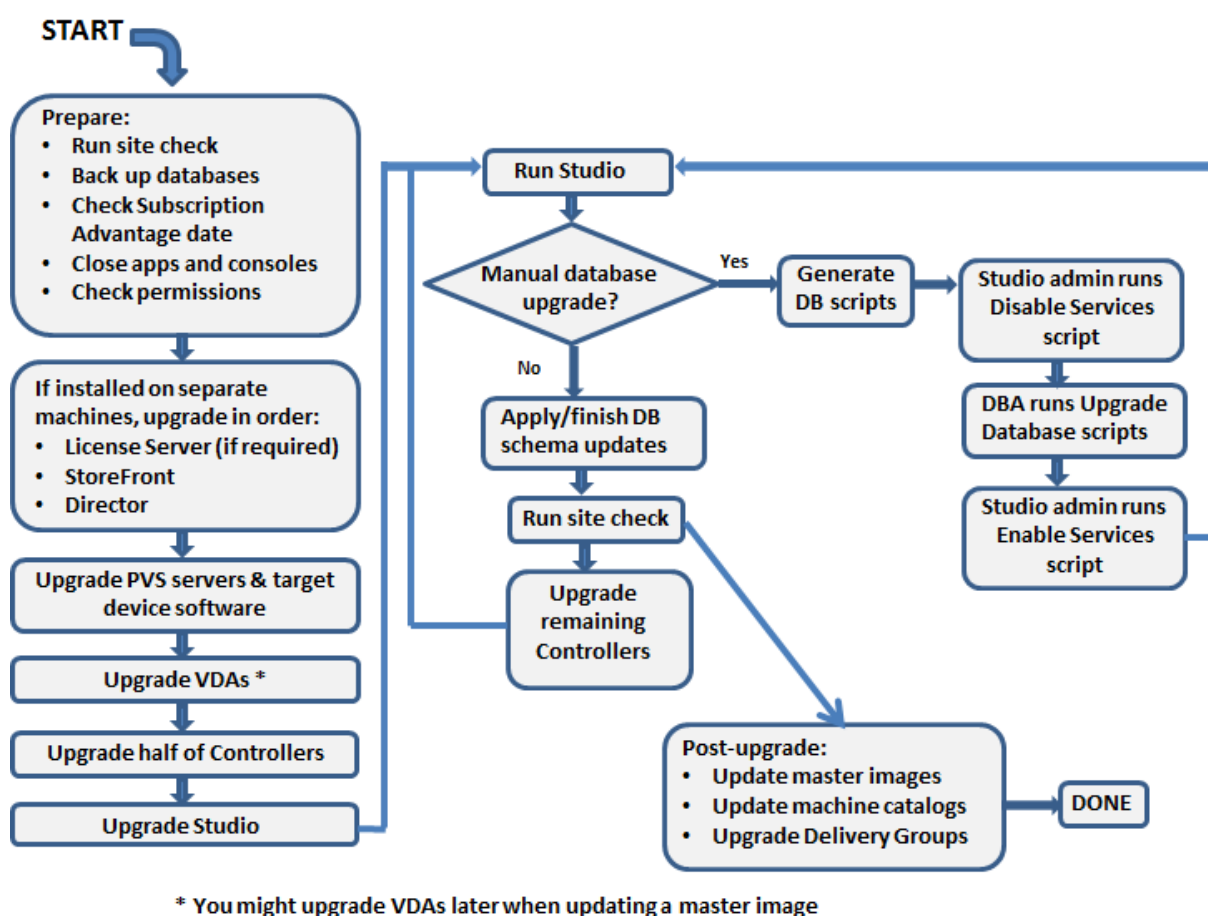 START
Prepare:
• Run site check
• Back up databases
• Check Subscription
Advantage date
• Close apps and consoles
• Check permissions
If installed on separate
machines, upgrade in order:
• License Server (if required)
• StoreFront
• Director
Upgrade PVS servers & target
device software
Upgrade VDAs *
Upgrade half of Controllers
Upgrade Studio
Run Studio
Manual database
upgrade?
Yes
Generate
DB scripts
Studio admin runs
Disable Services
script
DBA runs Upgrade
Database scripts
Studio admin runs
Enable Services
script
No
Apply/finish DB
schema updates
Run site check
Upgrade
remaining
Controllers
Post-upgrade:
• Update master images
• Update machine catalogs
• Upgrade Delivery Groups
DONE
* You might upgrade VDAs later when updating a master image